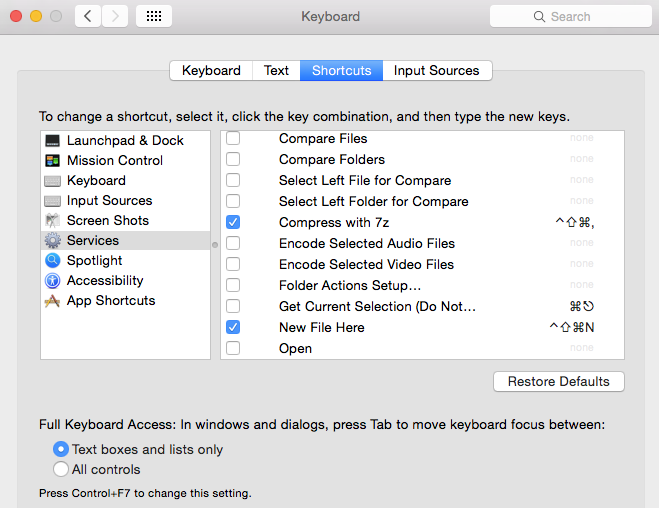 Keyboard
Search
Keyboard Text Shortcuts Input Sources
To change a shortcut, select it, click the key combination, and then type the new keys.
Launchpad & Dock
Mission Control
Keyboard
Input Sources
Screen Shots
Services
Spotlight
Accessibility
App Shortcuts
Compare Files none
Compare Folders none
Select Left File for Compare none
Select Left Folder for Compare none
Compress with 7z ^⇧⌘,
Encode Selected Audio Files none
Encode Selected Video Files none
Folder Actions Setup... none
Get Current Selection (Do Not... ⌘⎋
New File Here ^⇧⌘N
Open none
Restore Defaults
Full Keyboard Access: In windows and dialogs, press Tab to move keyboard focus between:
Text boxes and lists only
All controls
Press Control+F7 to change this setting.